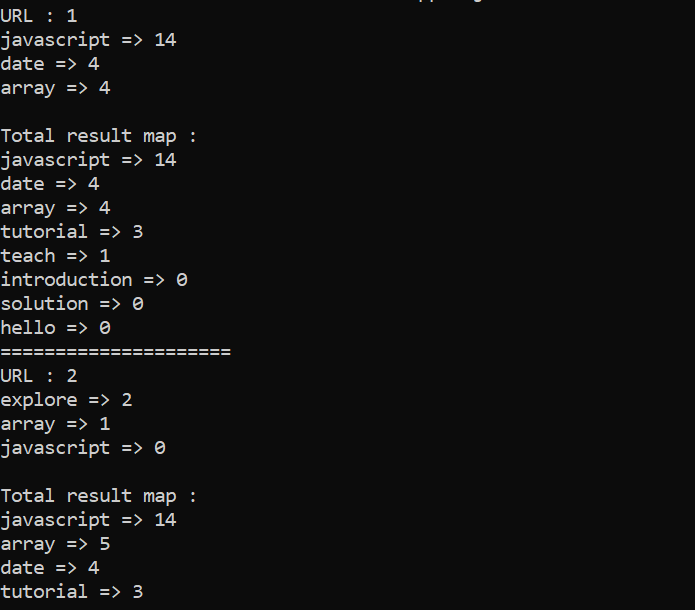 URL : 1
javascript => 14
date => 4
array => 4

Total result map :
javascript => 14
date => 4
array => 4
tutorial => 3
teach => 1
introduction => 0
solution => 0
hello => 0
=====================
URL : 2
explore => 2
array => 1
javascript => 0

Total result map :
javascript => 14
array => 5
date => 4
tutorial => 3